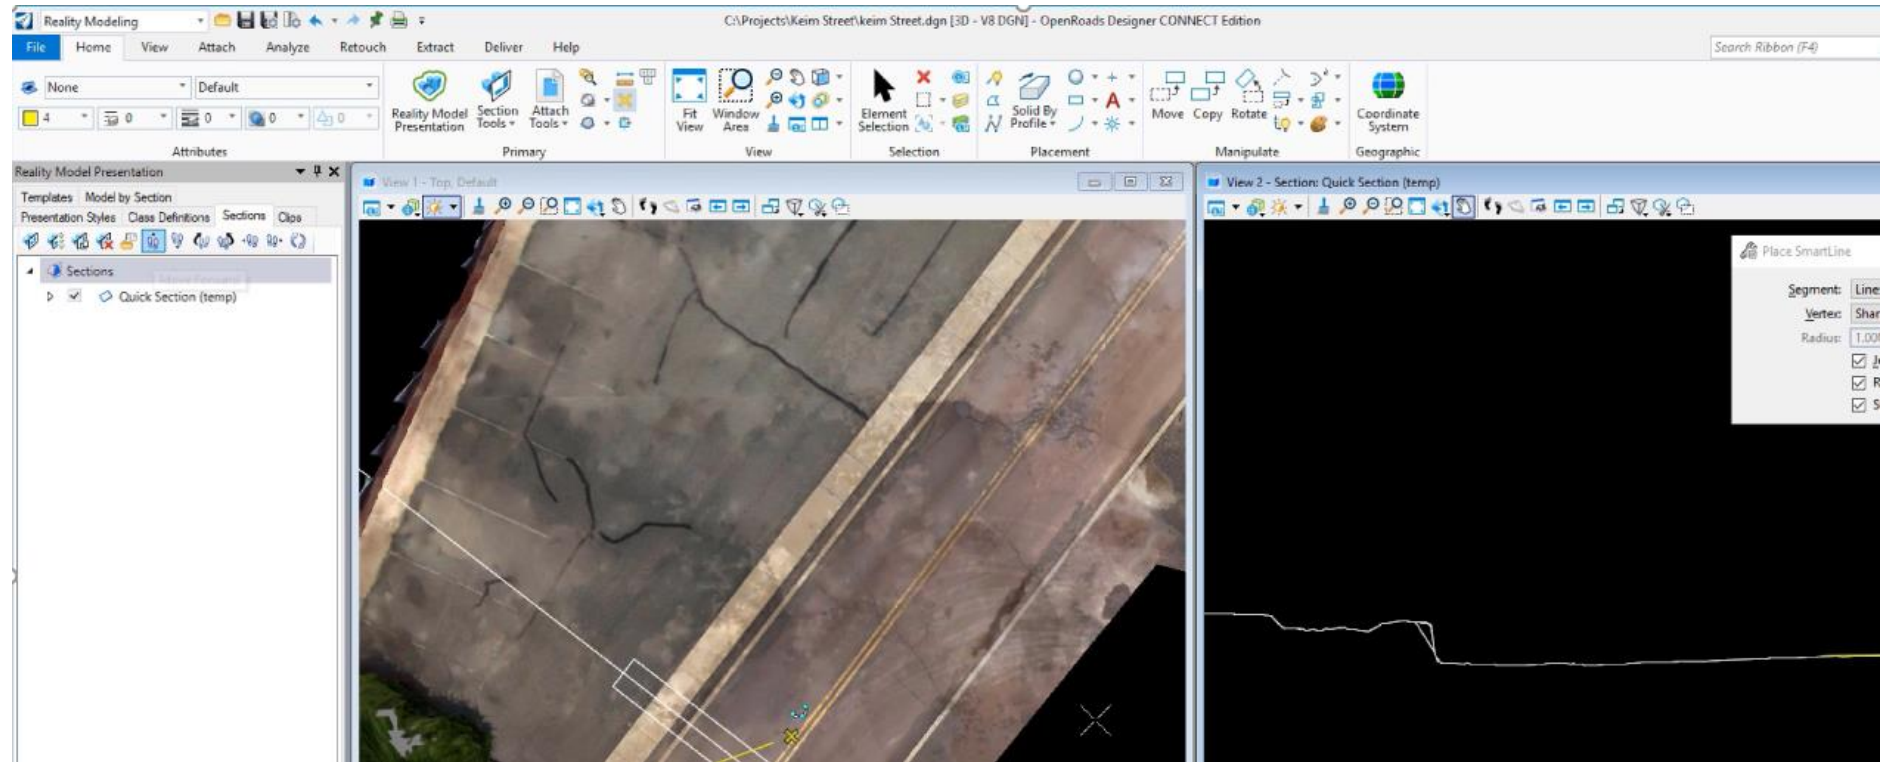 Reality Modeling
C:\Projects\Keim Street\keim Street.dgn [3D - V8 DGN] - OpenRoads Designer CONNECT Edition
File Home View Attach Analyze Retouch Extract Deliver Help
Search Ribbon (F4)
None Default
4 0 0 0 0
Attributes
Reality Model Presentation
Section Tools
Attach Tools
Primary
Fit View
Window Area
View
Element Selection
Selection
Solid By Profile
Placement
Move Copy Rotate
Manipulate
Coordinate System
Geographic
Reality Model Presentation
Templates Model by Section
Presentation Styles Class Definitions Sections Clips
Sections
Quick Section (temp)
View 1 - Top, Default
View 2 - Section: Quick Section (temp)
Place SmartLine
Segment: Line
Vertex: Shar
Radius: 1.00
R
S